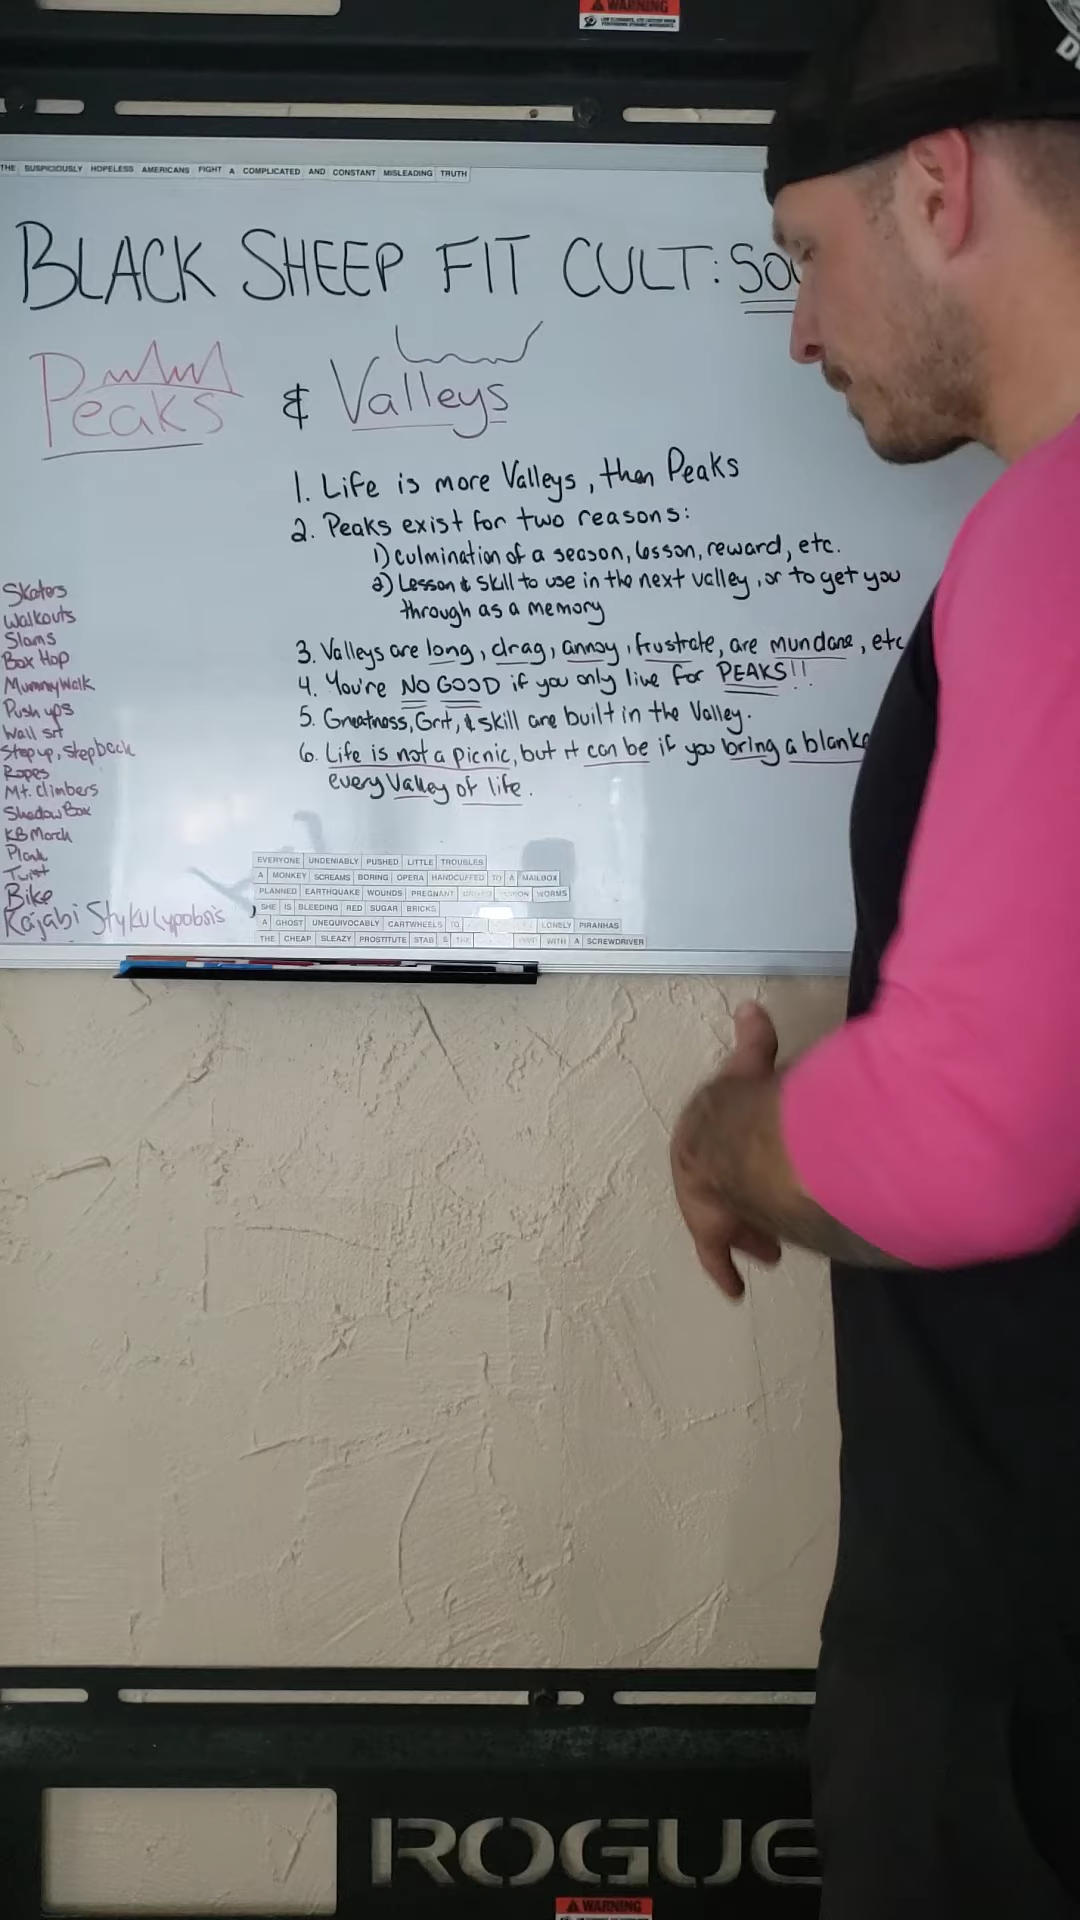 WARNING
THE SUSPICIOUSLY HOPELESS AMERICANS FIGHT A COMPLICATED AND CONSTANT MISLEADING TRUTH
BLACK SHEEP FIT CULT: SOU
Peaks & Valleys
1. Life is more Valleys, then Peaks
2. Peaks exist for two reasons:
1) culmination of a season, lesson, reward, etc.
2) Lesson & skill to use in the next valley, or to get you
through as a memory
3. Valleys are long, drag, annoy, frustrate, are mundane, etc
4. You're NO GOOD if you only live for PEAKS!!
5. Greatness, Grit, & skill are built in the Valley.
6. Life is not a picnic, but it can be if you bring a blanke
every Valley of life.
Skaters
Walkouts
Slams
Box Hop
Mummy Walk
Push ups
Wall sit
Step up, step back
Ropes
Mt. Climbers
Shadow Box
KB March
Plank
Twist
Bike
Kajabi Stykulypobsis
EVERYONE UNDENIABLY PUSHED LITTLE TROUBLES
A MONKEY SCREAMS BORING OPERA HANDCUFFED TO A MAILBOX
PLANNED EARTHQUAKE WOUNDS PREGNANT WORMS
SHE IS BLEEDING RED SUGAR BRICKS
A GHOST UNEQUIVOCABLY CARTWHEELS TO LONELY PIRANHAS
THE CHEAP SLEAZY PROSTITUTE STAB S THE WITH A SCREWDRIVER
ROGUE
WARNING